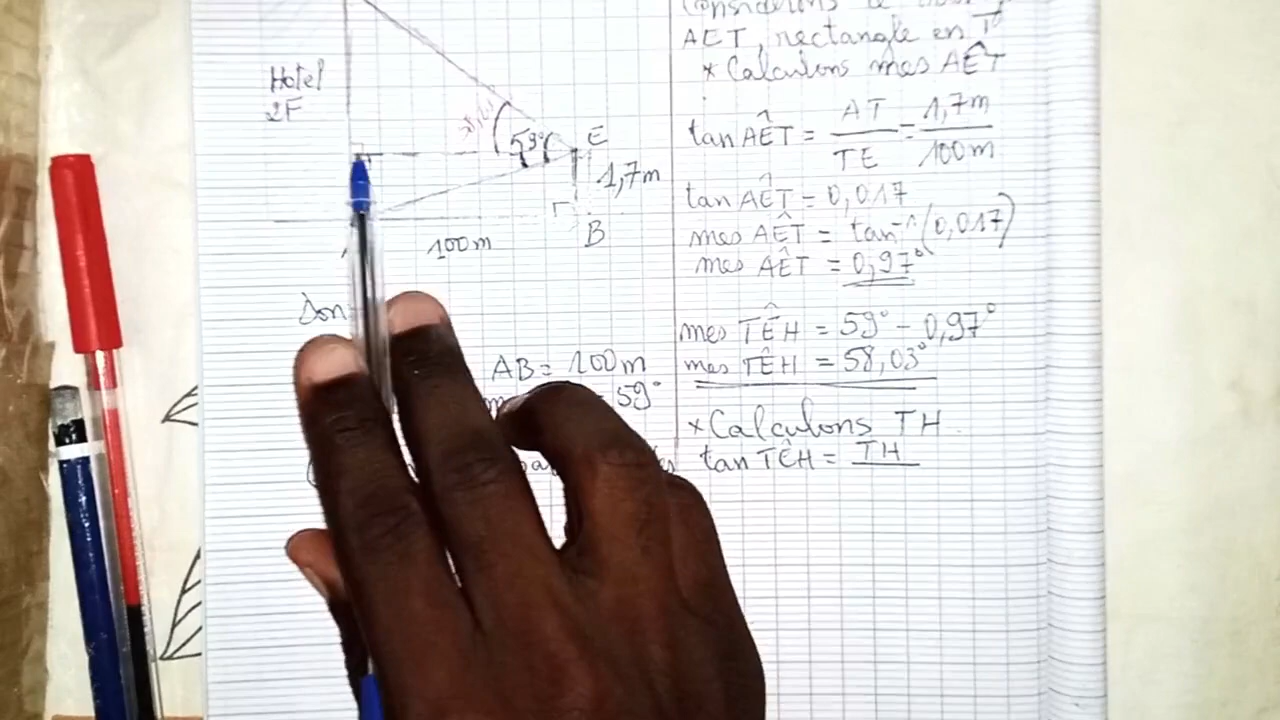 Hotel
2F
59°
E
1,7m
B
100m
Don
AB = 100m
59°
Considerons
AET, rectangle en T
* Calculons mes AÊT
tan AÊT = AT / TE = 1,7m / 100m
tan AÊT = 0,017
mes AÊT = tan⁻¹(0,017)
mes AÊT = 0,97°
mes TÊH = 59° - 0,97°
mes TÊH = 58,03°
* Calculons TH
tan TÊH = TH